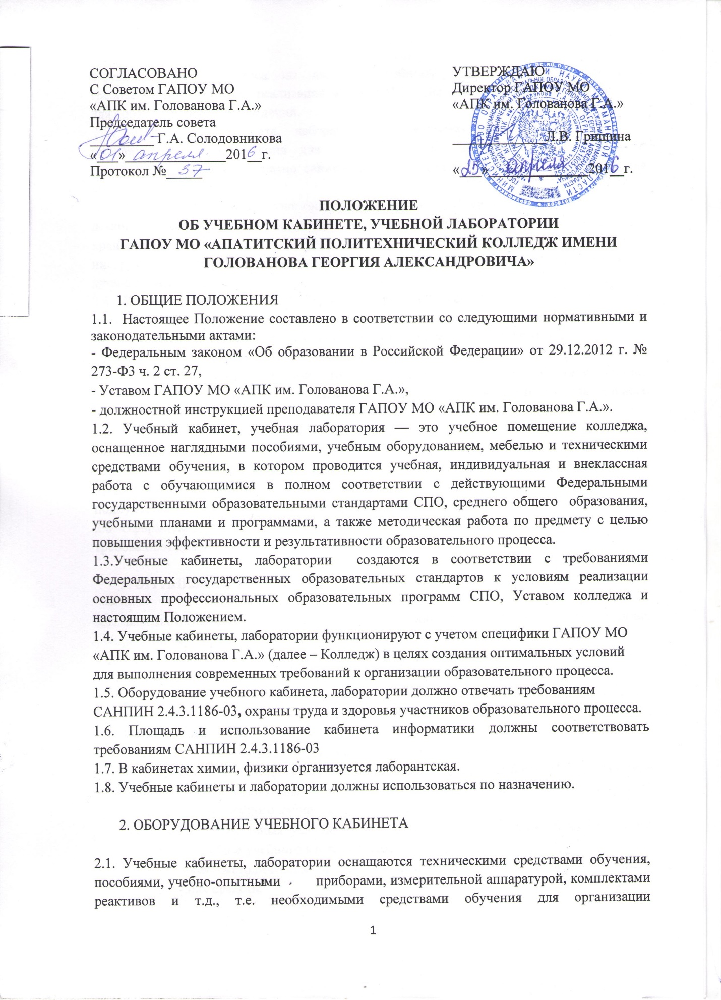 СОГЛАСОВАНО
С Советом ГАПОУ МО
«АПК им. Голованова Г.А.»
Председатель совета
_________ Г.А. Солодовникова
«01» апреля 2016 г.
Протокол № 37
УТВЕРЖДАЮ
Директор ГАПОУ МО
«АПК им. Голованова Г.А.»
_____________ Л.В. Гришина
«25» апреля 2016 г.
ПОЛОЖЕНИЕ
ОБ УЧЕБНОМ КАБИНЕТЕ, УЧЕБНОЙ ЛАБОРАТОРИИ
ГАПОУ МО «АПАТИТСКИЙ ПОЛИТЕХНИЧЕСКИЙ КОЛЛЕДЖ ИМЕНИ
ГОЛОВАНОВА ГЕОРГИЯ АЛЕКСАНДРОВИЧА»
1. ОБЩИЕ ПОЛОЖЕНИЯ
1.1. Настоящее Положение составлено в соответствии со следующими нормативными и
законодательными актами:
- Федеральным законом «Об образовании в Российской Федерации» от 29.12.2012 г. №
273-ФЗ ч. 2 ст. 27,
- Уставом ГАПОУ МО «АПК им. Голованова Г.А.»,
- должностной инструкцией преподавателя ГАПОУ МО «АПК им. Голованова Г.А.».
1.2. Учебный кабинет, учебная лаборатория — это учебное помещение колледжа,
оснащенное наглядными пособиями, учебным оборудованием, мебелью и техническими
средствами обучения, в котором проводится учебная, индивидуальная и внеклассная
работа с обучающимися в полном соответствии с действующими Федеральными
государственными образовательными стандартами СПО, среднего общего образования,
учебными планами и программами, а также методическая работа по предмету с целью
повышения эффективности и результативности образовательного процесса.
1.3.Учебные кабинеты, лаборатории создаются в соответствии с требованиями
Федеральных государственных образовательных стандартов к условиям реализации
основных профессиональных образовательных программ СПО, Уставом колледжа и
настоящим Положением.
1.4. Учебные кабинеты, лаборатории функционируют с учетом специфики ГАПОУ МО
«АПК им. Голованова Г.А.» (далее – Колледж) в целях создания оптимальных условий
для выполнения современных требований к организации образовательного процесса.
1.5. Оборудование учебного кабинета, лаборатории должно отвечать требованиям
САНПИН 2.4.3.1186-03, охраны труда и здоровья участников образовательного процесса.
1.6. Площадь и использование кабинета информатики должны соответствовать
требованиям САНПИН 2.4.3.1186-03
1.7. В кабинетах химии, физики организуется лаборантская.
1.8. Учебные кабинеты и лаборатории должны использоваться по назначению.
2. ОБОРУДОВАНИЕ УЧЕБНОГО КАБИНЕТА
2.1. Учебные кабинеты, лаборатории оснащаются техническими средствами обучения,
пособиями, учебно-опытными приборами, измерительной аппаратурой, комплектами
реактивов и т.д., т.е. необходимыми средствами обучения для организации
1